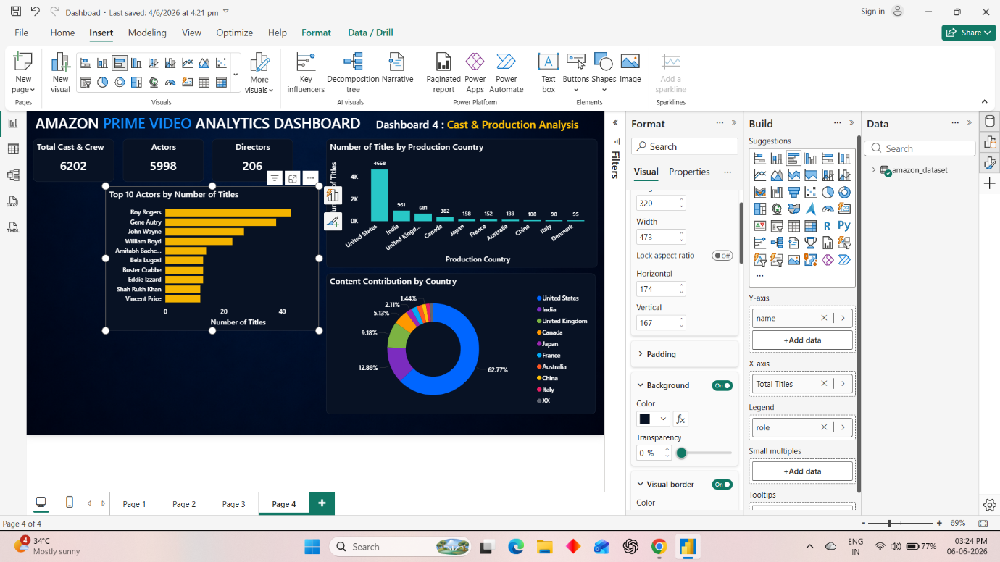 Dashboad • Last saved: 4/6/2026 at 4:21 pm
Sign in
File Home Insert Modeling View Optimize Help Format Data / Drill
Share
New page
New visual
More visuals
Key influencers
Decomposition tree
Narrative
Paginated report
Power Apps
Power Automate
Text box
Buttons
Shapes
Image
Add a sparkline
Pages
Visuals
AI visuals
Power Platform
Elements
Sparklines
AMAZON PRIME VIDEO ANALYTICS DASHBOARD
Dashboard 4 : Cast & Production Analysis
Total Cast & Crew
6202
Actors
5998
Directors
206
Top 10 Actors by Number of Titles
Roy Rogers
Gene Autry
John Wayne
William Boyd
Amitabh Bachc...
Bela Lugosi
Buster Crabbe
Eddie Izzard
Shah Rukh Khan
Vincent Price
0 20 40
Number of Titles
Number of Titles by Production Country
of Titles
4K
2K
0K
4668 961 681 382 158 152 139 108 98 95
United States
India
United Kingd...
Canada
Japan
France
Australia
China
Italy
Denmark
Production Country
Content Contribution by Country
62.77%
12.86%
9.18%
5.13%
2.11%
1.44%
United States
India
United Kingdom
Canada
Japan
France
Australia
China
Italy
XX
Filters
Format
Search
Visual Properties
320
Width
473
Lock aspect ratio
Off
Horizontal
174
Vertical
167
Padding
Background
On
Color
fx
Transparency
0 %
Visual border
On
Color
Build
Suggestions
123
R Py
Y-axis
name
+Add data
X-axis
Total Titles
Legend
role
Small multiples
+Add data
Tooltips
Data
Search
amazon_dataset
DAX
TMDL
Page 1
Page 2
Page 3
Page 4
Page 4 of 4
- + 69%
4
34°C
Mostly sunny
Search
ENG
IN
77%
03:24 PM
06-06-2026